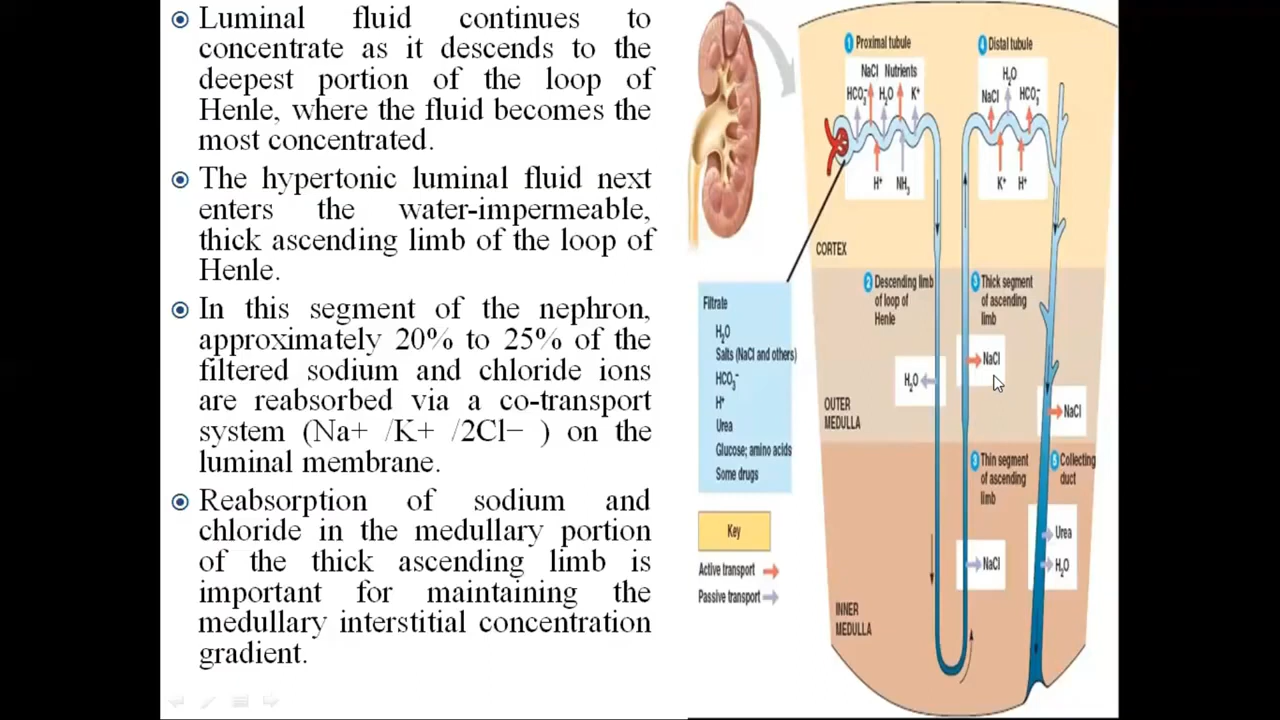 Luminal fluid continues to
concentrate as it descends to the
deepest portion of the loop of
Henle, where the fluid becomes the
most concentrated.
The hypertonic luminal fluid next
enters the water-impermeable,
thick ascending limb of the loop of
Henle.
In this segment of the nephron,
approximately 20% to 25% of the
filtered sodium and chloride ions
are reabsorbed via a co-transport
system (Na+ /K+ /2Cl− ) on the
luminal membrane.
Reabsorption of sodium and
chloride in the medullary portion
of the thick ascending limb is
important for maintaining the
medullary interstitial concentration
gradient.
1 Proximal tubule
NaCl Nutrients
HCO₃⁻ H₂O K⁺
H⁺ NH₃
4 Distal tubule
H₂O
NaCl HCO₃⁻
K⁺ H⁺
CORTEX
2 Descending limb
of loop of
Henle
3 Thick segment
of ascending
limb
NaCl
H₂O
NaCl
OUTER
MEDULLA
3 Thin segment
of ascending
limb
5 Collecting
duct
Urea
NaCl
H₂O
INNER
MEDULLA
Filtrate
H₂O
Salts (NaCl and others)
HCO₃⁻
H⁺
Urea
Glucose; amino acids
Some drugs
Key
Active transport
Passive transport